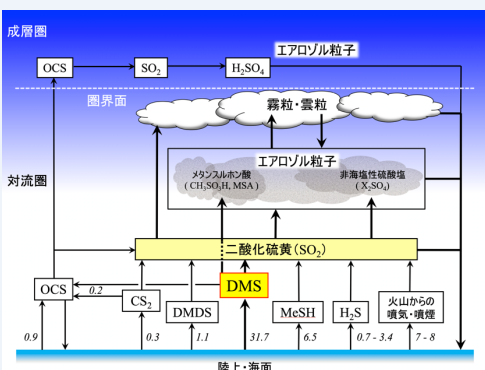 成層圏
エアロゾル粒子
OCS
SO2
H2SO4
圏界面
霧粒・雲粒
対流圏
エアロゾル粒子
メタンスルホン酸
( CH3SO3H, MSA )
非海塩性硫酸塩
( X2SO4)
二酸化硫黄(SO2)
OCS
0.2
CS2
DMS
DMDS
MeSH
H2S
火山からの
噴気・噴煙
0.9
0.3
1.1
31.7
6.5
0.7 - 3.4
7 - 8
陸上・海面